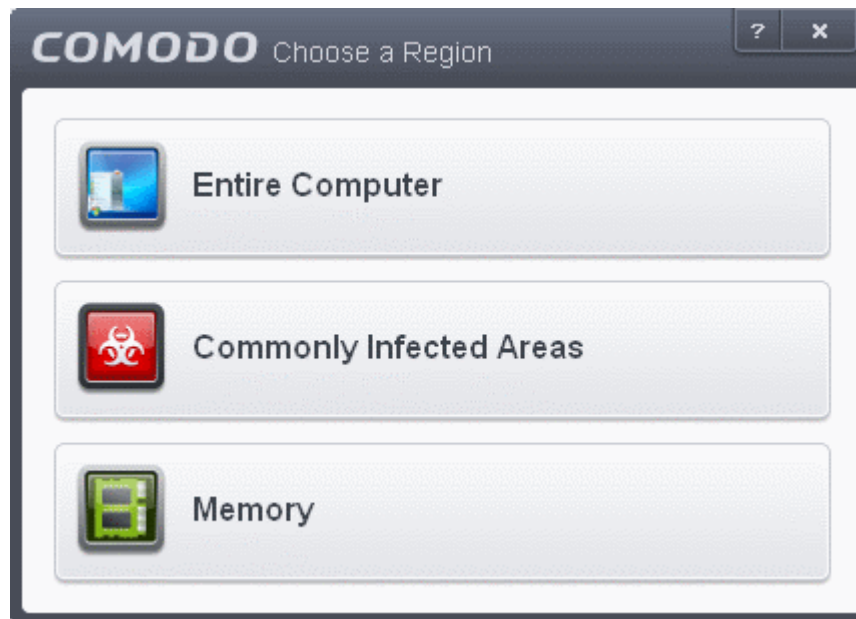 COMODO Choose a Region
? x
Entire Computer
Commonly Infected Areas
Memory